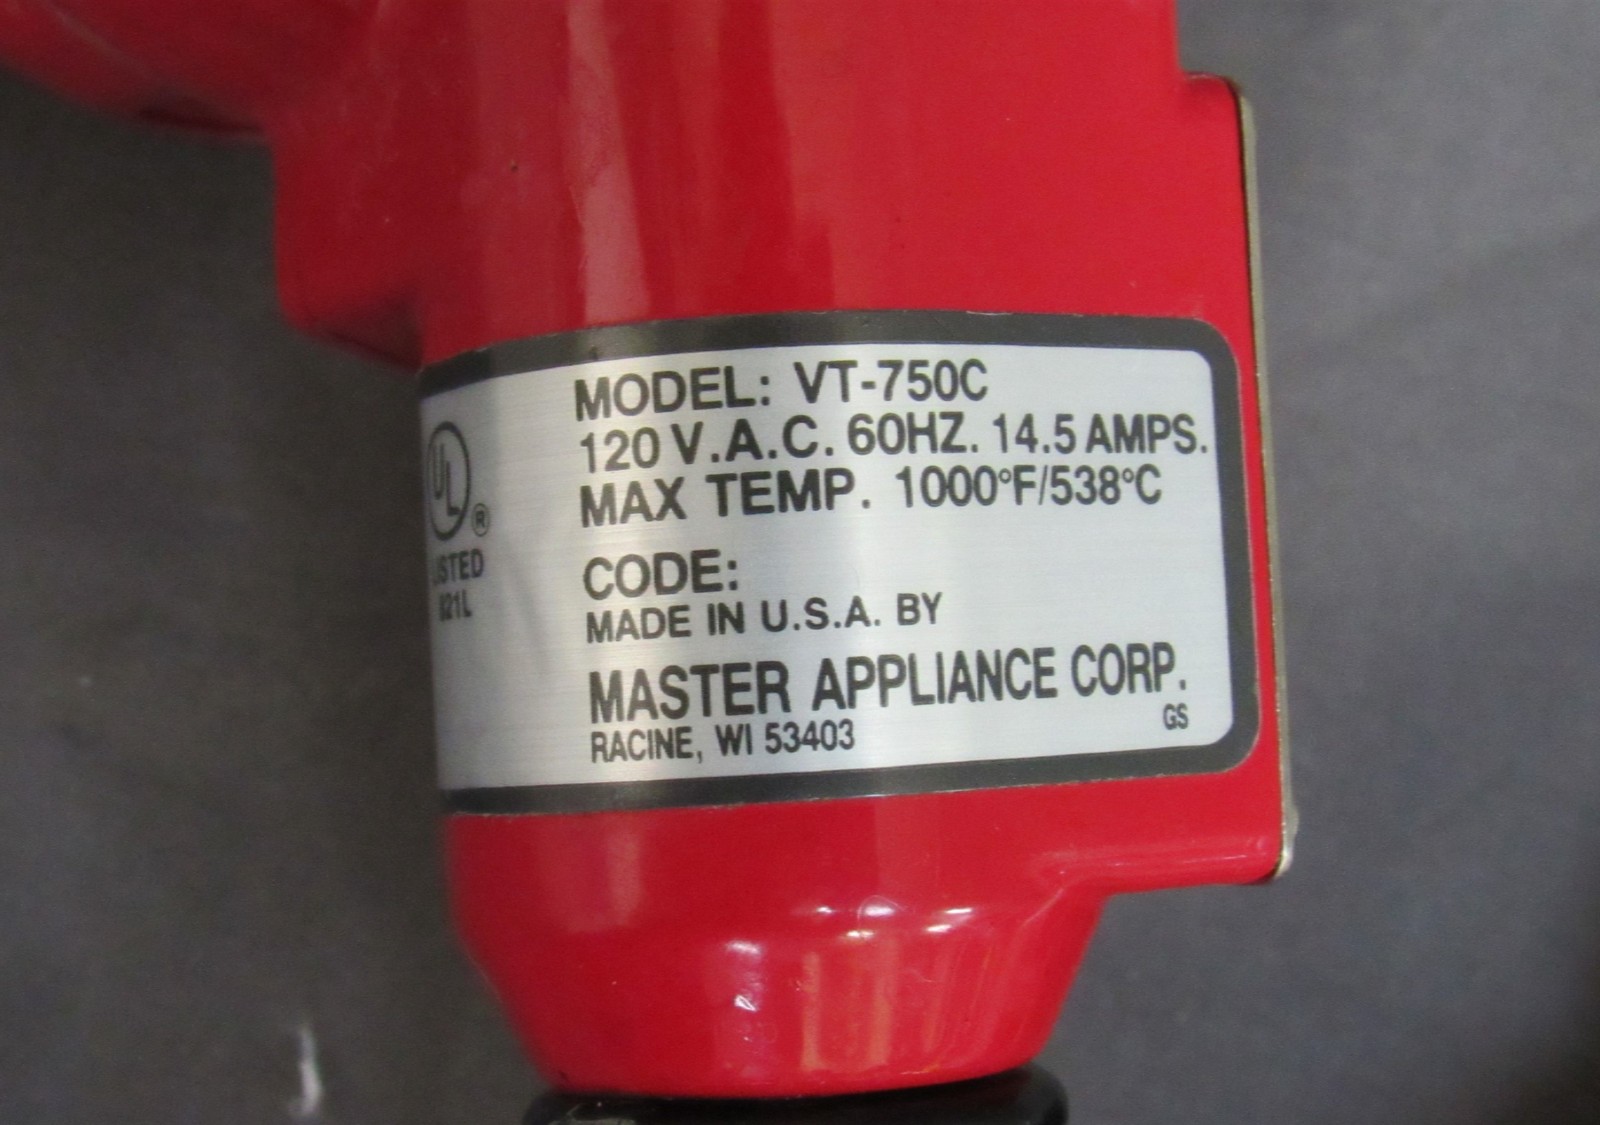 MODEL: VT-750C
120 V.A.C. 60HZ. 14.5 AMPS.
MAX TEMP. 1000°F/538°C
UL ®
LISTED
821L
CODE:
MADE IN U.S.A. BY
MASTER APPLIANCE CORP.
RACINE, WI 53403
GS